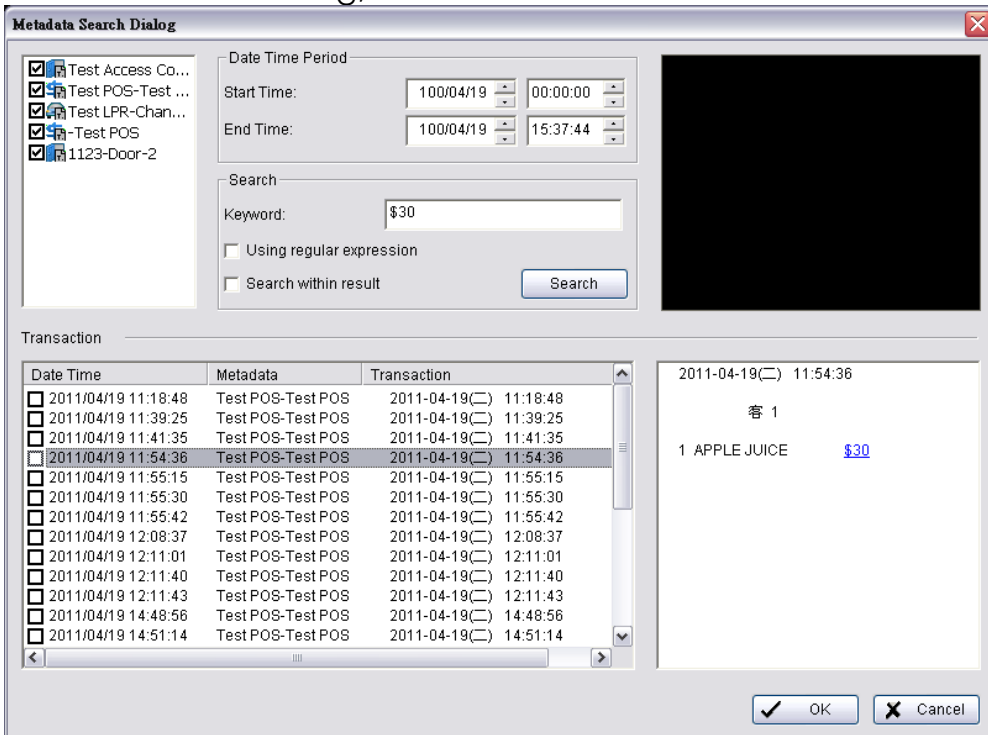 Metadata Search Dialog
Test Access Co...
Test POS-Test ...
Test LPR-Chan...
-Test POS
1123-Door-2
Date Time Period
Start Time: 100/04/19 00:00:00
End Time: 100/04/19 15:37:44
Search
Keyword: $30
Using regular expression
Search within result Search
Transaction
Date Time Metadata Transaction
2011/04/19 11:18:48 Test POS-Test POS 2011-04-19(二) 11:18:48
2011/04/19 11:39:25 Test POS-Test POS 2011-04-19(二) 11:39:25
2011/04/19 11:41:35 Test POS-Test POS 2011-04-19(二) 11:41:35
2011/04/19 11:54:36 Test POS-Test POS 2011-04-19(二) 11:54:36
2011/04/19 11:55:15 Test POS-Test POS 2011-04-19(二) 11:55:15
2011/04/19 11:55:30 Test POS-Test POS 2011-04-19(二) 11:55:30
2011/04/19 11:55:42 Test POS-Test POS 2011-04-19(二) 11:55:42
2011/04/19 12:08:37 Test POS-Test POS 2011-04-19(二) 12:08:37
2011/04/19 12:11:01 Test POS-Test POS 2011-04-19(二) 12:11:01
2011/04/19 12:11:40 Test POS-Test POS 2011-04-19(二) 12:11:40
2011/04/19 12:11:43 Test POS-Test POS 2011-04-19(二) 12:11:43
2011/04/19 14:48:56 Test POS-Test POS 2011-04-19(二) 14:48:56
2011/04/19 14:51:14 Test POS-Test POS 2011-04-19(二) 14:51:14
2011-04-19(二) 11:54:36
客 1
1 APPLE JUICE $30
OK Cancel